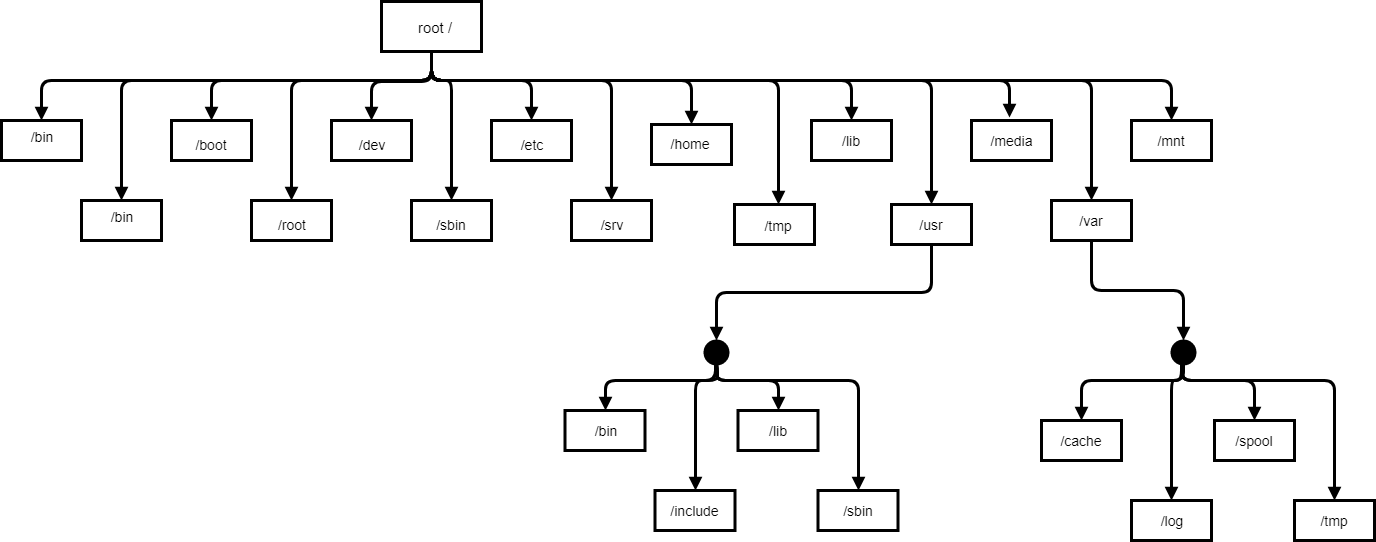 root /
/bin
/boot
/dev
/etc
/home
/lib
/media
/mnt
/bin
/root
/sbin
/srv
/tmp
/usr
/var
/bin
/lib
/cache
/spool
/include
/sbin
/log
/tmp